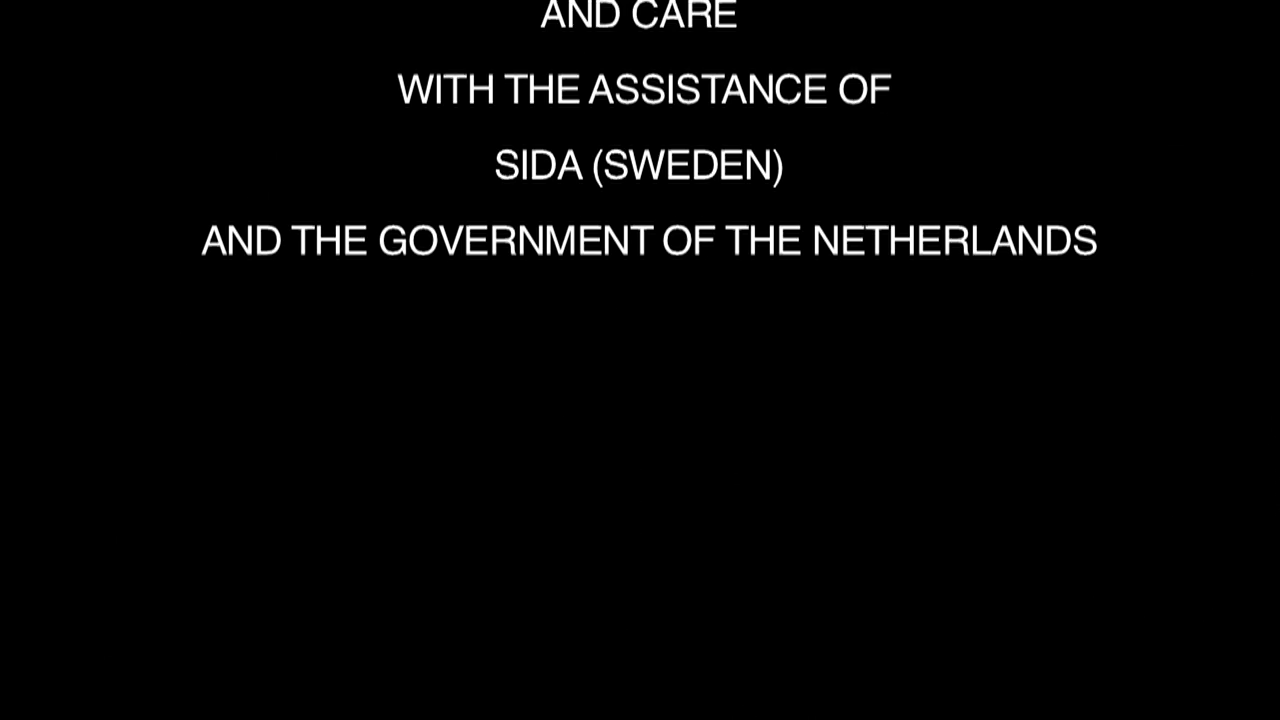 AND CARE
WITH THE ASSISTANCE OF
SIDA (SWEDEN)
AND THE GOVERNMENT OF THE NETHERLANDS